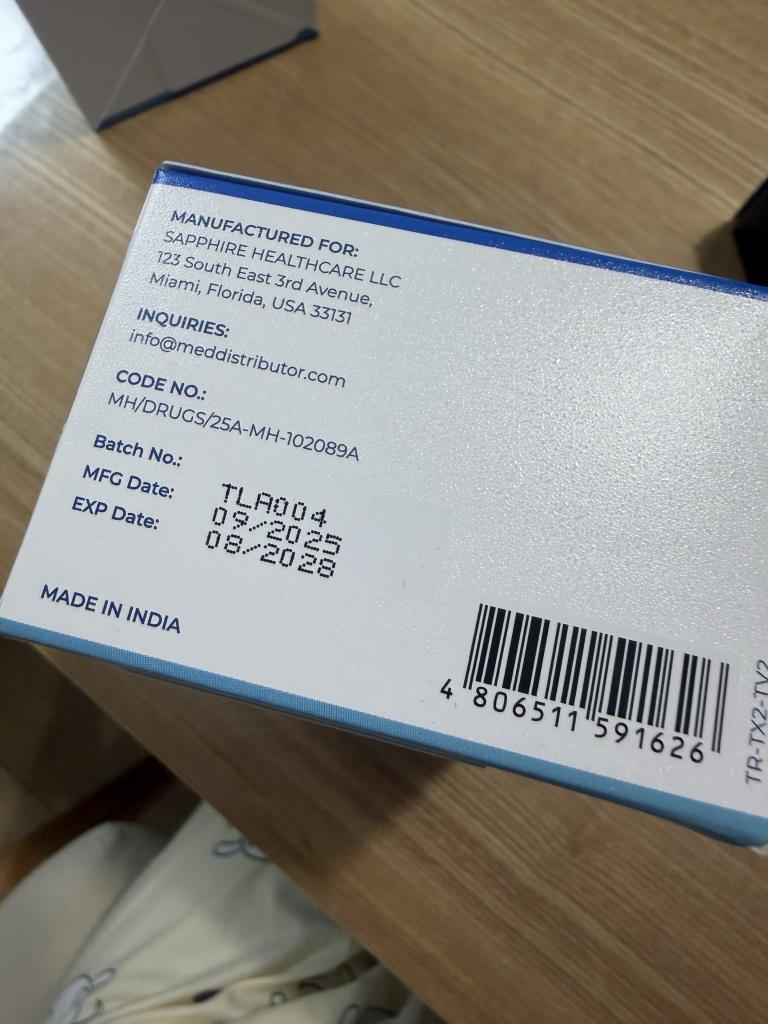 MANUFACTURED FOR:
SAPPHIRE HEALTHCARE LLC
123 South East 3rd Avenue,
Miami, Florida, USA 33131
INQUIRIES:
info@meddistributor.com
CODE NO.:
MH/DRUGS/25A-MH-102089A
Batch No.: TLA004
MFG Date: 09/2025
EXP Date: 08/2028
MADE IN INDIA
4 806511 591626
TR-TX2-TV2